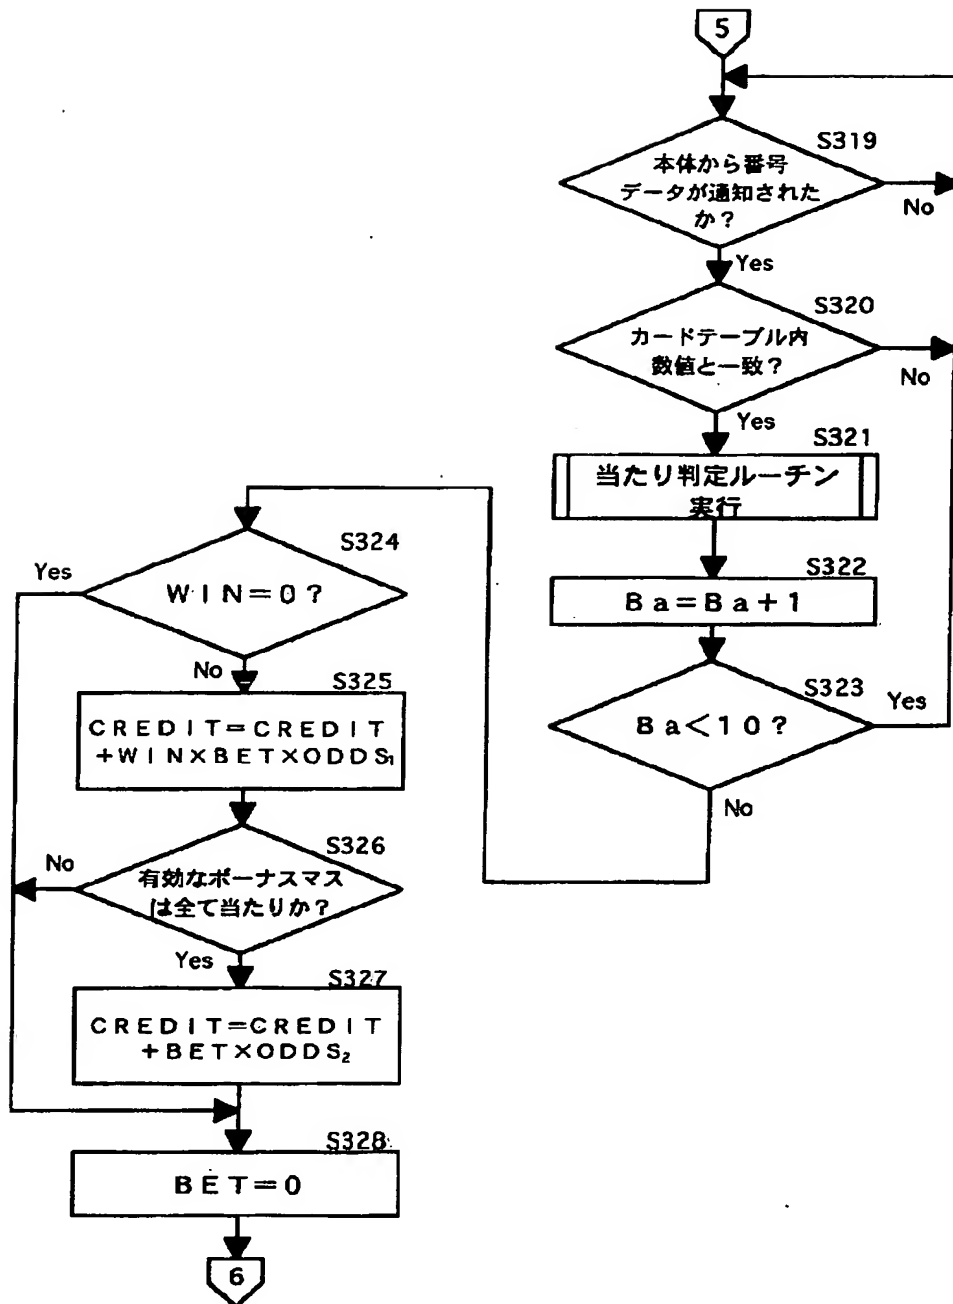 5
S319
本体から番号
データが通知された
か？
No
Yes
S320
カードテーブル内
数値と一致？
No
Yes
S321
当たり判定ルーチン
実行
S322
Ba=Ba+1
S323
Ba<10？
Yes
No
S324
WIN=0？
Yes
No
S325
CREDIT=CREDIT
+WIN×BET×ODDS₁
S326
有効なボーナスマス
は全て当たりか？
No
Yes
S327
CREDIT=CREDIT
+BET×ODDS₂
S328
BET=0
6